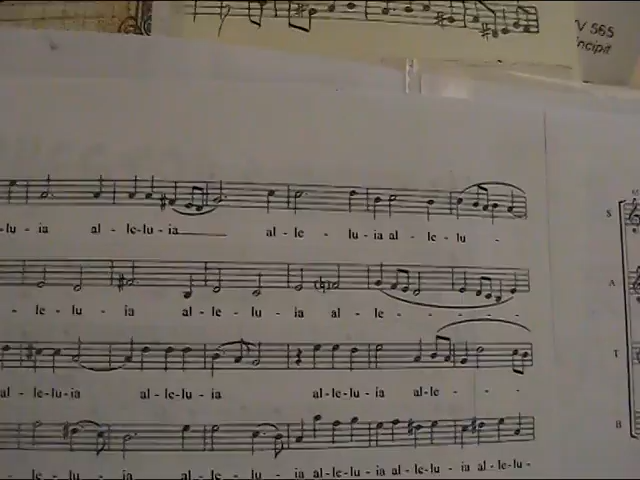 V 565
ncipit
-lu - ia al - le-lu - ia al - le - lu - ia al - le - lu -
S
- le - lu - ia al - le - lu - ia al - le - - - -
A
al - le-lu-ia al-le-lu - ia al-le-lu - ia al-le - - -
T
- le - lu - ia al - le - lu - ia al-le-lu - ia al-le-lu - ia al-le-lu -
B